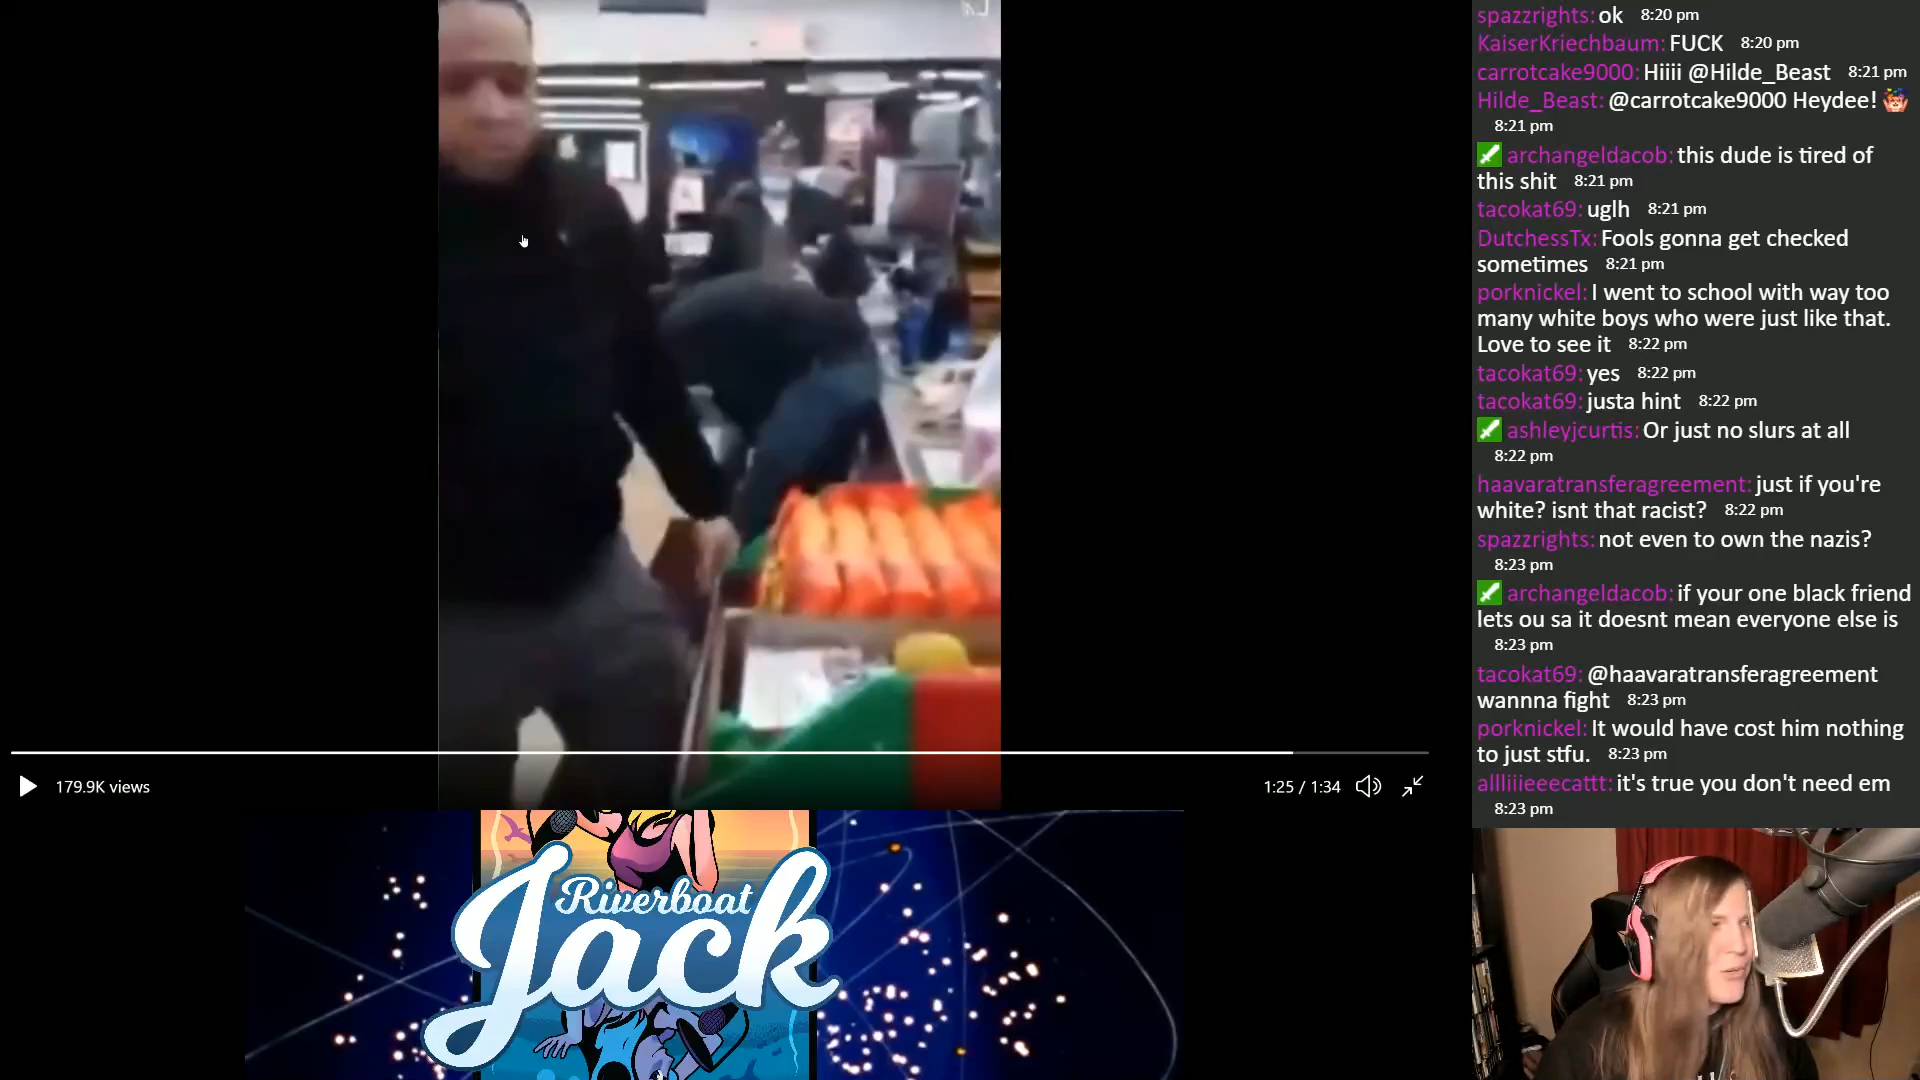 spazzrights: ok 8:20 pm
KaiserKriechbaum: FUCK 8:20 pm
carrotcake9000: Hiiii @Hilde_Beast 8:21 pm
Hilde_Beast: @carrotcake9000 Heydee!
8:21 pm
archangeldacob: this dude is tired of
this shit 8:21 pm
tacokat69: uglh 8:21 pm
DutchessTx: Fools gonna get checked
sometimes 8:21 pm
porknickel: I went to school with way too
many white boys who were just like that.
Love to see it 8:22 pm
tacokat69: yes 8:22 pm
tacokat69: justa hint 8:22 pm
ashleyjcurtis: Or just no slurs at all
8:22 pm
haavaratransferagreement: just if you're
white? isnt that racist? 8:22 pm
spazzrights: not even to own the nazis?
8:23 pm
archangeldacob: if your one black friend
lets ou sa it doesnt mean everyone else is
8:23 pm
tacokat69: @haavaratransferagreement
wannna fight 8:23 pm
porknickel: It would have cost him nothing
to just stfu. 8:23 pm
allliiieeecattt: it's true you don't need em
8:23 pm
179.9K views
1:25 / 1:34
Riverboat
Jack